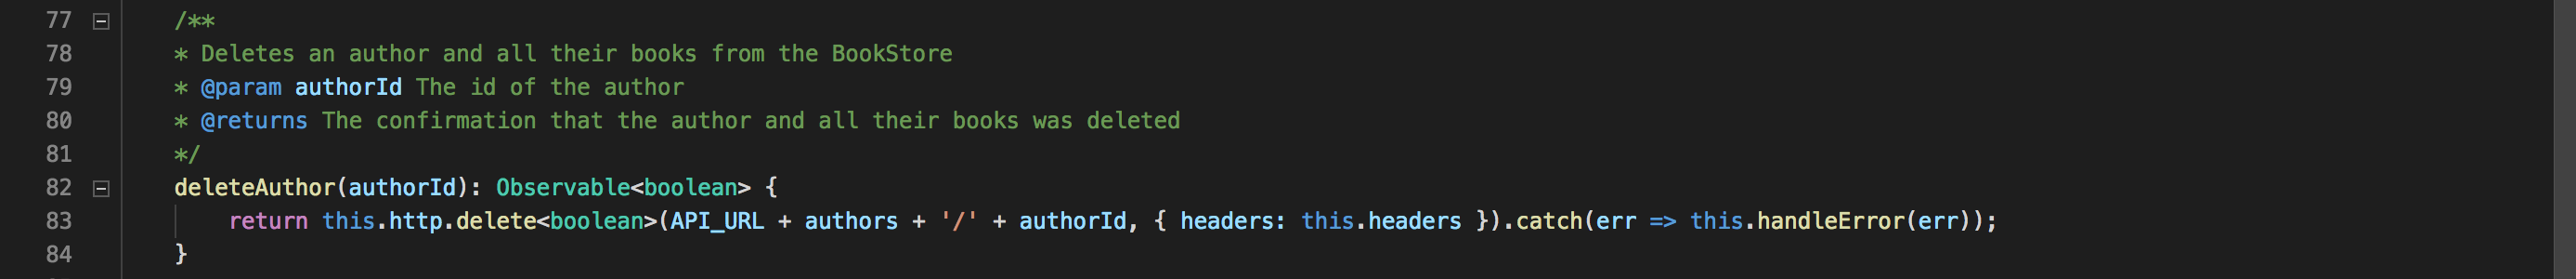 77 /**
78 * Deletes an author and all their books from the BookStore
79 * @param authorId The id of the author
80 * @returns The confirmation that the author and all their books was deleted
81 */
82 deleteAuthor(authorId): Observable<boolean> {
83 return this.http.delete<boolean>(API_URL + authors + '/' + authorId, { headers: this.headers }).catch(err => this.handleError(err));
84 }